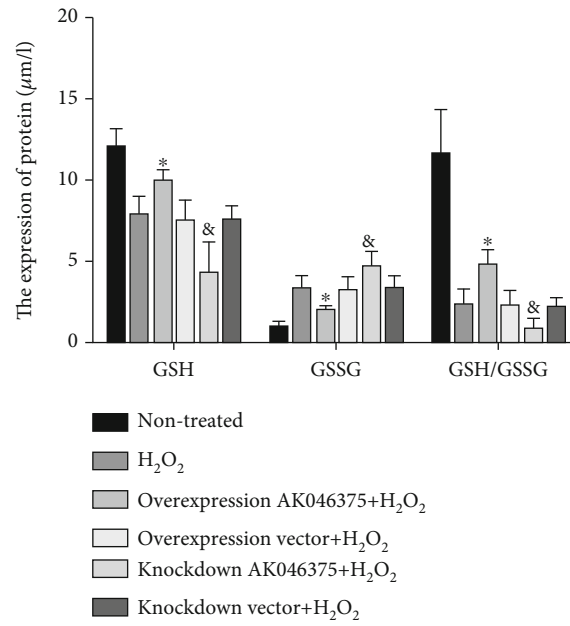 The expression of protein (μm/l)
20
15
10
5
0
* & * & * &
GSH GSSG GSH/GSSG
Non-treated
H₂O₂
Overexpression AK046375+H₂O₂
Overexpression vector+H₂O₂
Knockdown AK046375+H₂O₂
Knockdown vector+H₂O₂